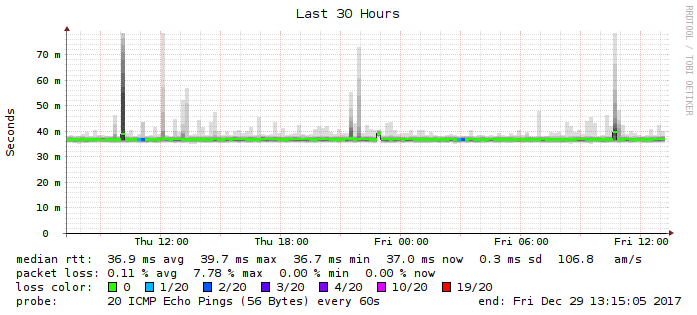 Last 30 Hours
RRDTOOL / TOBI OETIKER
Seconds
70 m
60 m
50 m
40 m
30 m
20 m
10 m
0
Thu 12:00 Thu 18:00 Fri 00:00 Fri 06:00 Fri 12:00
median rtt: 36.9 ms avg 39.7 ms max 36.7 ms min 37.0 ms now 0.3 ms sd 106.8 am/s
packet loss: 0.11 % avg 7.78 % max 0.00 % min 0.00 % now
loss color: 0 1/20 2/20 3/20 4/20 10/20 19/20
probe: 20 ICMP Echo Pings (56 Bytes) every 60s end: Fri Dec 29 13:15:05 2017